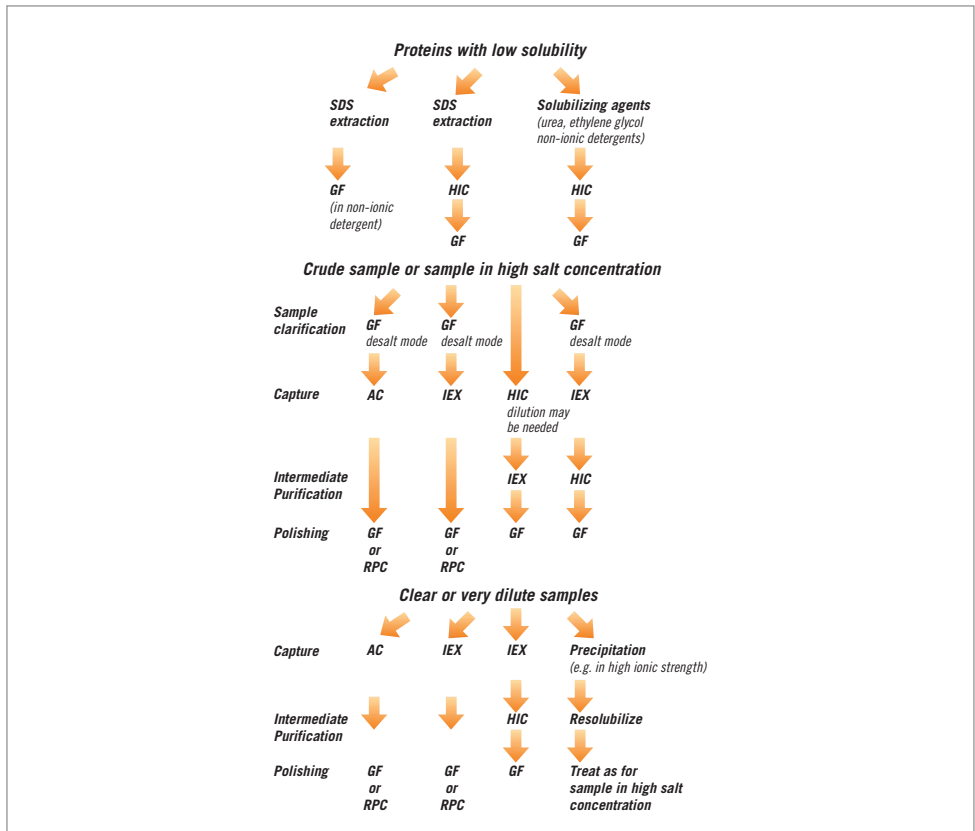 Proteins with low solubility
SDS
extraction
SDS
extraction
Solubilizing agents
(urea, ethylene glycol
non-ionic detergents)
GF
(in non-ionic
detergent)
HIC
HIC
GF
GF
Crude sample or sample in high salt concentration
Sample
clarification
GF
desalt mode
GF
desalt mode
GF
desalt mode
Capture
AC
IEX
HIC
dilution may
be needed
IEX
Intermediate
Purification
IEX
HIC
Polishing
GF
or
RPC
GF
or
RPC
GF
GF
Clear or very dilute samples
Capture
AC
IEX
IEX
Precipitation
(e.g. in high ionic strength)
Intermediate
Purification
HIC
Resolubilize
Polishing
GF
or
RPC
GF
or
RPC
GF
Treat as for
sample in high salt
concentration